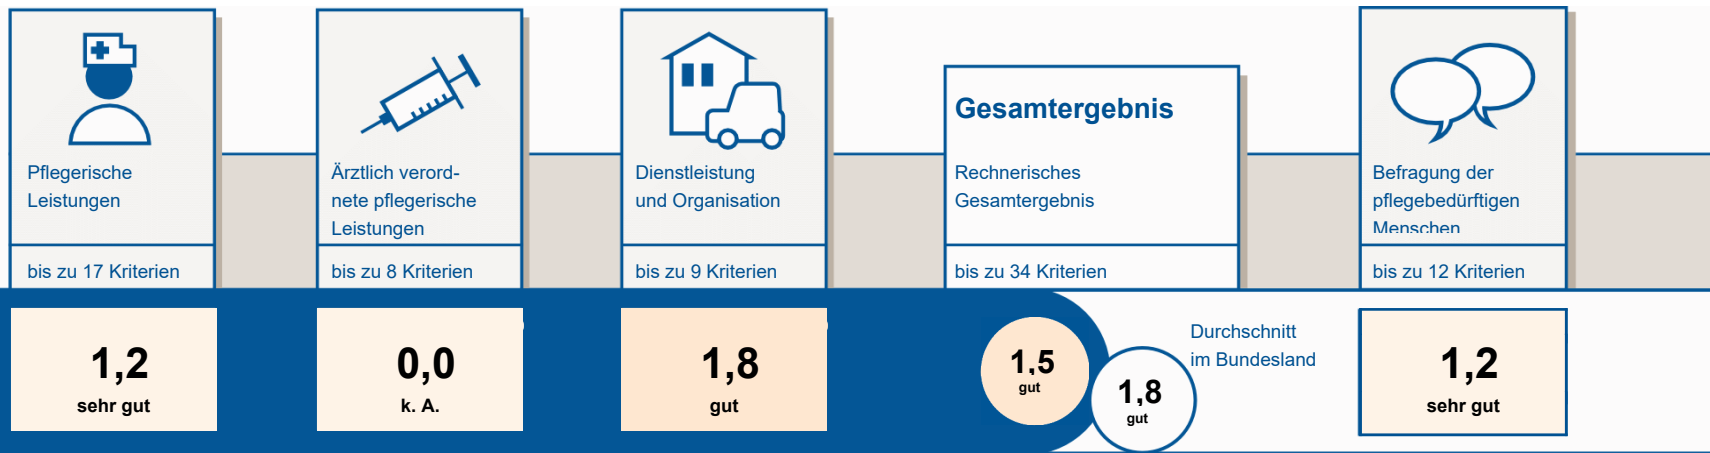 Pflegerische
Leistungen
bis zu 17 Kriterien
1,2
sehr gut
Ärztlich verord-
nete pflegerische
Leistungen
bis zu 8 Kriterien
0,0
k. A.
Dienstleistung
und Organisation
bis zu 9 Kriterien
1,8
gut
Gesamtergebnis
Rechnerisches
Gesamtergebnis
bis zu 34 Kriterien
1,5
gut
1,8
gut
Durchschnitt
im Bundesland
Befragung der
pflegebedürftigen
Menschen
bis zu 12 Kriterien
1,2
sehr gut